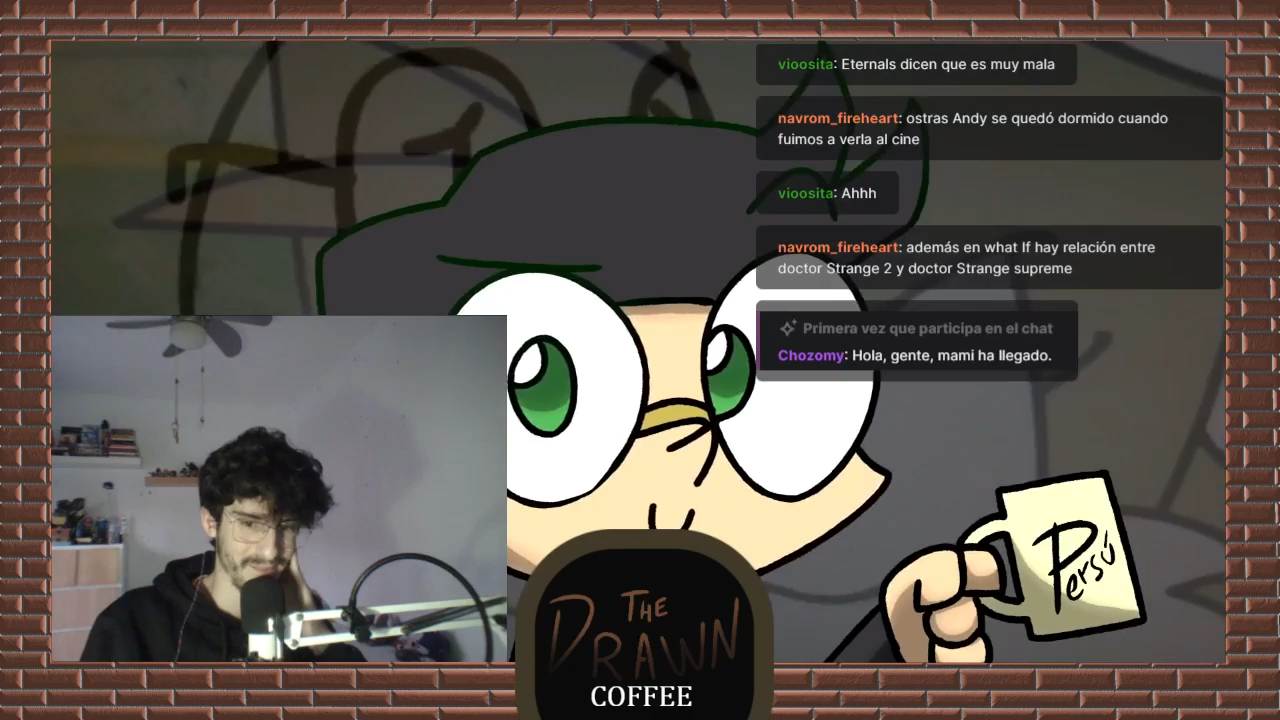 vioosita: Eternals dicen que es muy mala
navrom_fireheart: ostras Andy se quedó dormido cuando
fuimos a verla al cine
vioosita: Ahhh
navrom_fireheart: además en what If hay relación entre
doctor Strange 2 y doctor Strange supreme
Primera vez que participa en el chat
Chozomy: Hola, gente, mami ha llegado.
Persú
THE
DRAWN
COFFEE